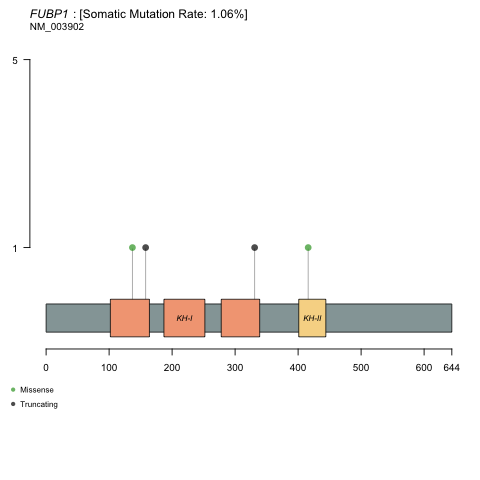 FUBP1 : [Somatic Mutation Rate: 1.06%]
NM_003902
5
1
KH-I
KH-II
0 100 200 300 400 500 600 644
Missense
Truncating